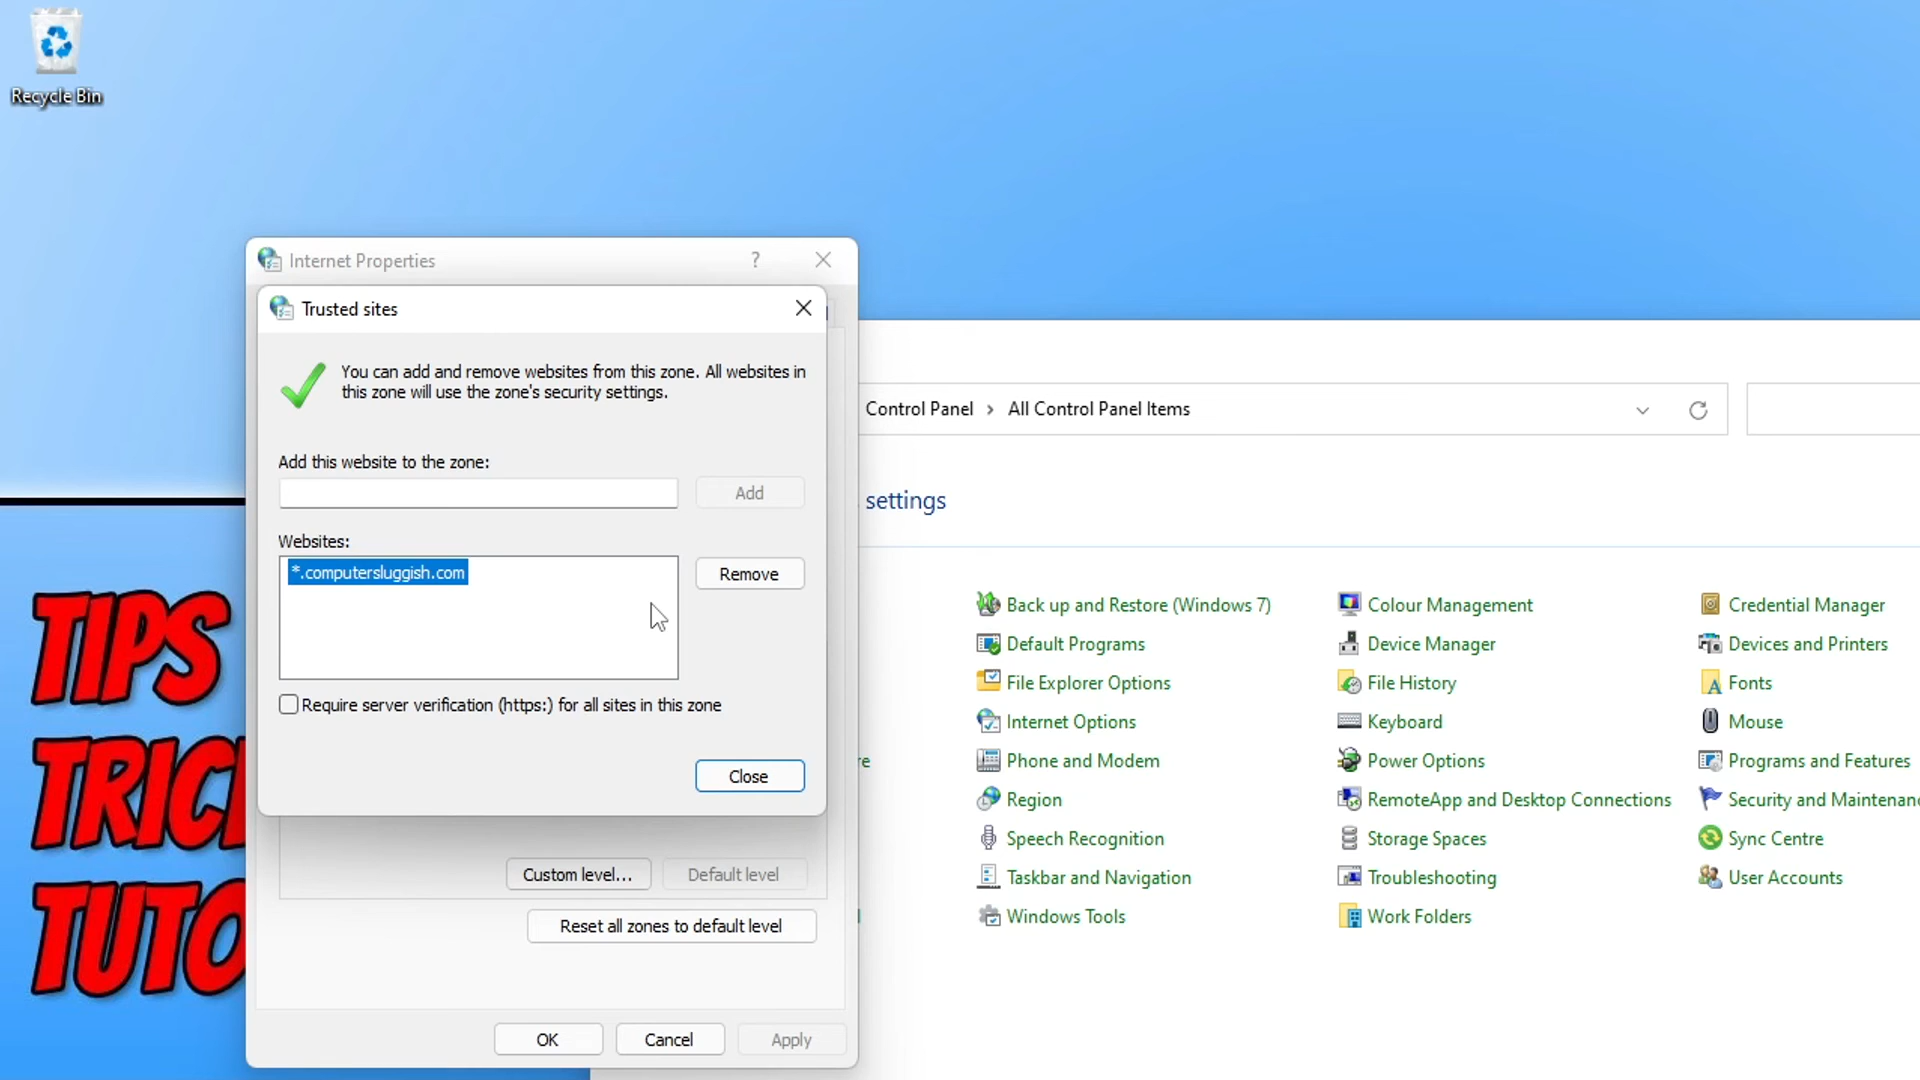 Recycle Bin
Internet Properties
?
Trusted sites
You can add and remove websites from this zone. All websites in
this zone will use the zone's security settings.
Add this website to the zone:
Add
Websites:
*.computersluggish.com
Remove
Require server verification (https:) for all sites in this zone
Close
Custom level...
Default level
Reset all zones to default level
OK
Cancel
Apply
Control Panel > All Control Panel Items
settings
Back up and Restore (Windows 7)
Colour Management
Credential Manager
Default Programs
Device Manager
Devices and Printers
File Explorer Options
File History
Fonts
Internet Options
Keyboard
Mouse
re
Phone and Modem
Power Options
Programs and Features
Region
RemoteApp and Desktop Connections
Security and Maintenanc
Speech Recognition
Storage Spaces
Sync Centre
Taskbar and Navigation
Troubleshooting
User Accounts
Windows Tools
Work Folders
TIPS
TRIC
TUTO